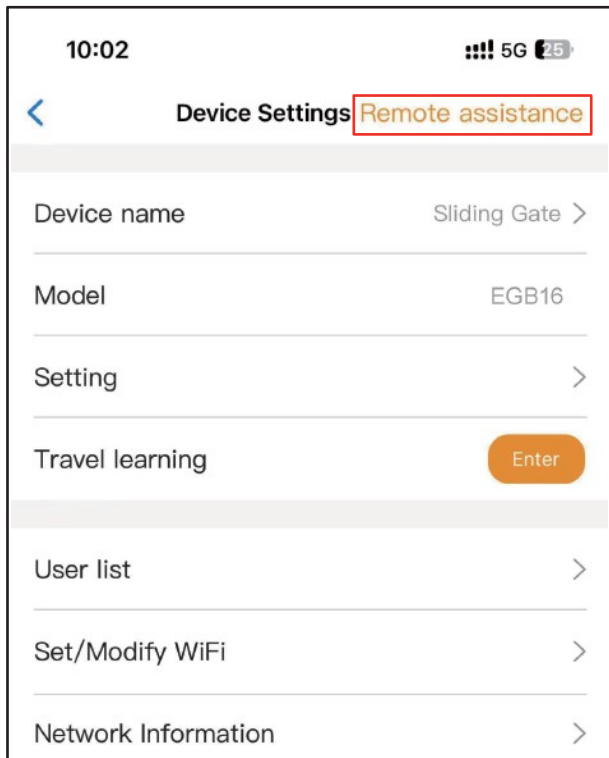 10:02 5G 25
Device Settings Remote assistance
Device name Sliding Gate
Model EGB16
Setting
Travel learning Enter
User list
Set/Modify WiFi
Network Information